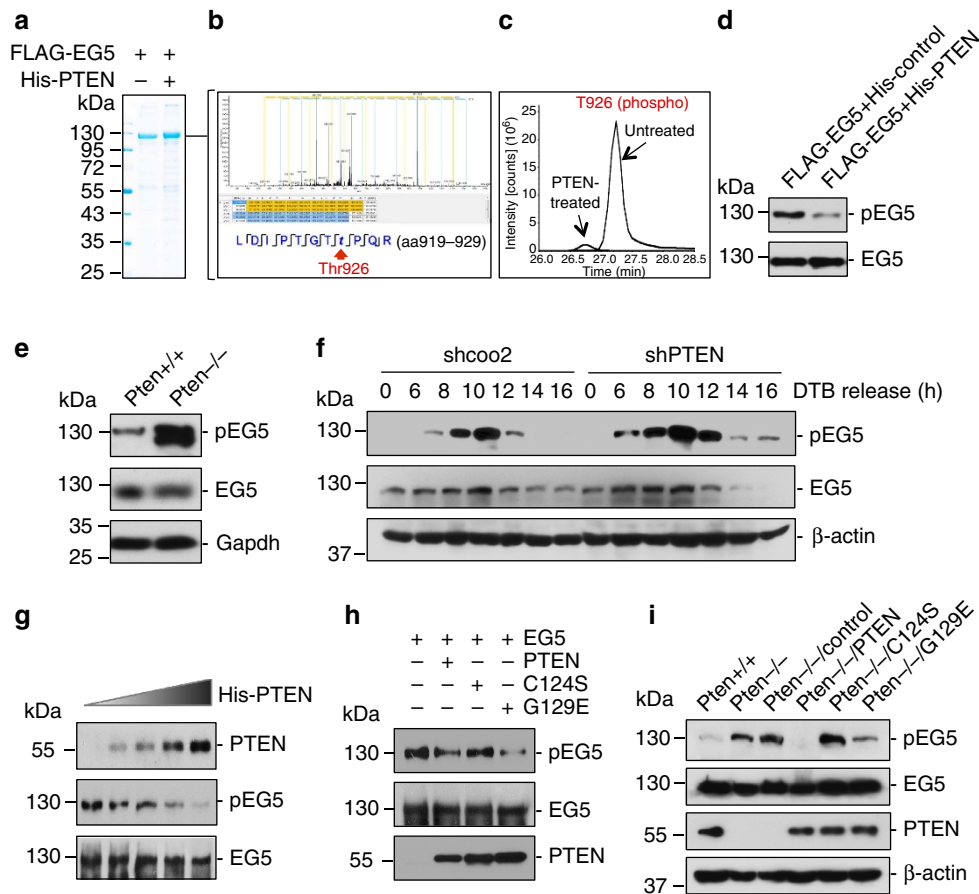 a
FLAG-EG5 + +
His-PTEN – +
kDa
130
95
72
55
43
35
25
b
L D I P T G T t P Q R (aa919–929)
Thr926
c
T926 (phospho)
Untreated
PTEN-
treated
Intensity [counts] (10⁶)
25
20
15
10
5
0
26.0 26.5 27.0 27.5 28.0 28.5
Time (min)
d
FLAG-EG5+His-control
FLAG-EG5+His-PTEN
kDa
130 pEG5
130 EG5
e
Pten+/+
Pten–/–
kDa
130 pEG5
130 EG5
35
25 Gapdh
f
shcoo2 shPTEN
0 6 8 10 12 14 16 0 6 8 10 12 14 16 DTB release (h)
kDa
130 pEG5
130 EG5
37 β-actin
g
His-PTEN
kDa
55 PTEN
130 pEG5
130 EG5
h
+ + + + EG5
– + – – PTEN
– – + – C124S
– – – + G129E
kDa
130 pEG5
130 EG5
55 PTEN
i
Pten+/+
Pten–/–
Pten–/–/control
Pten–/–/PTEN
Pten–/–/C124S
Pten–/–/G129E
kDa
130 pEG5
130 EG5
55 PTEN
37 β-actin